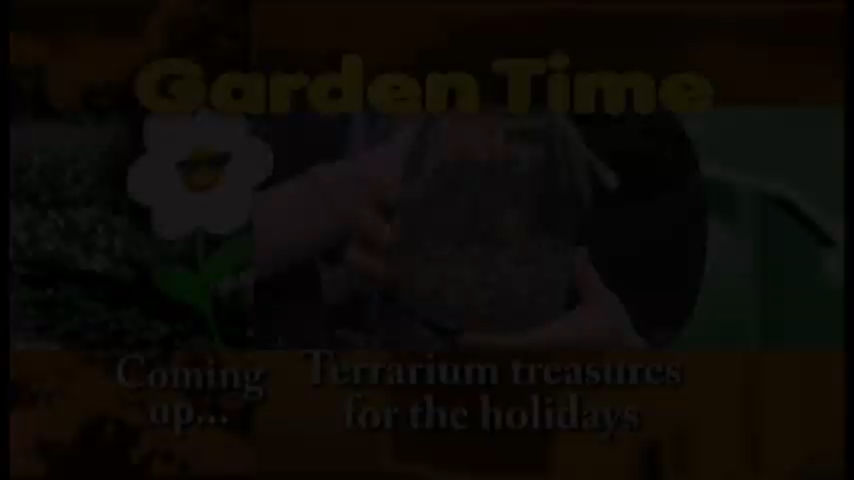 Garden Time
Coming
up...
Terrarium treasures
for the holidays